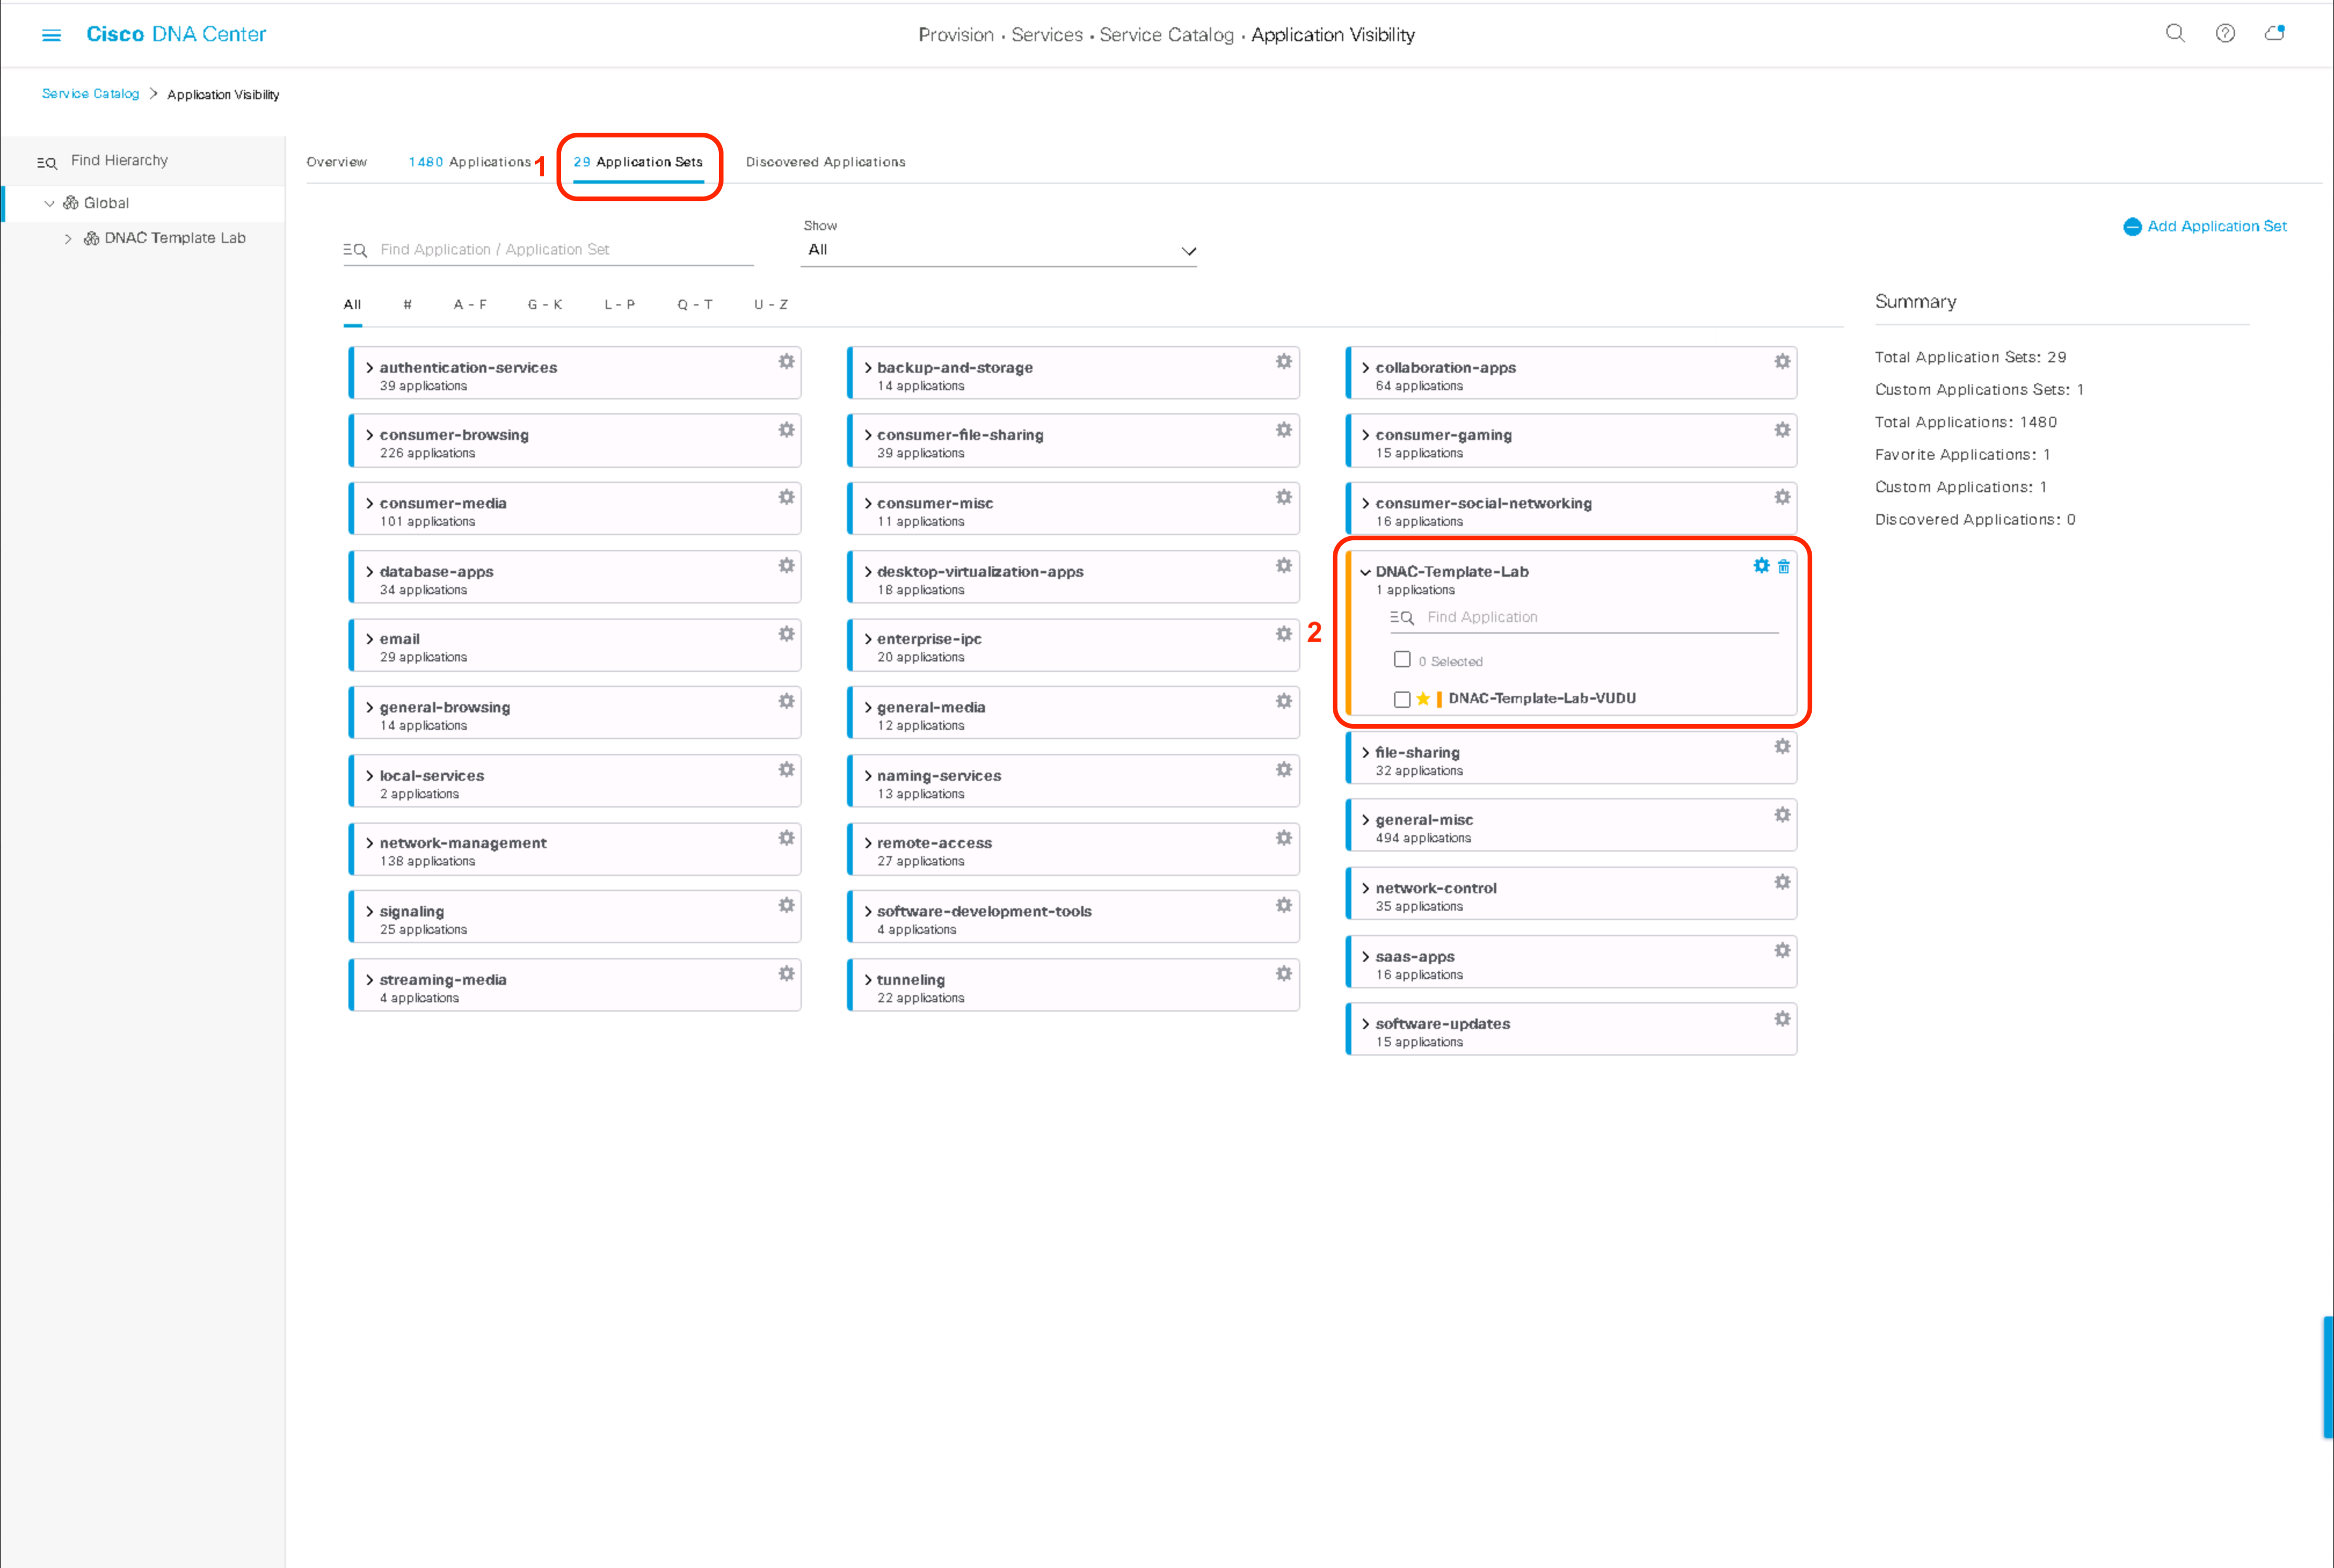 Cisco DNA Center
Provision • Services • Service Catalog • Application Visibility
Service Catalog > Application Visibility
Find Hierarchy
Global
DNAC Template Lab
Overview
1480 Applications
1
29 Application Sets
Discovered Applications
Find Application / Application Set
Show
All
Add Application Set
All # A - F G - K L - P Q - T U - Z
authentication-services
39 applications
backup-and-storage
14 applications
collaboration-apps
64 applications
consumer-browsing
226 applications
consumer-file-sharing
39 applications
consumer-gaming
15 applications
consumer-media
101 applications
consumer-misc
11 applications
consumer-social-networking
16 applications
database-apps
34 applications
desktop-virtualization-apps
18 applications
2
DNAC-Template-Lab
1 applications
Find Application
0 Selected
DNAC-Template-Lab-VUDU
email
29 applications
enterprise-ipc
20 applications
general-browsing
14 applications
general-media
12 applications
file-sharing
32 applications
local-services
2 applications
naming-services
13 applications
general-misc
494 applications
network-management
138 applications
remote-access
27 applications
network-control
35 applications
signaling
25 applications
software-development-tools
4 applications
saas-apps
16 applications
streaming-media
4 applications
tunneling
22 applications
software-updates
15 applications
Summary
Total Application Sets: 29
Custom Applications Sets: 1
Total Applications: 1480
Favorite Applications: 1
Custom Applications: 1
Discovered Applications: 0